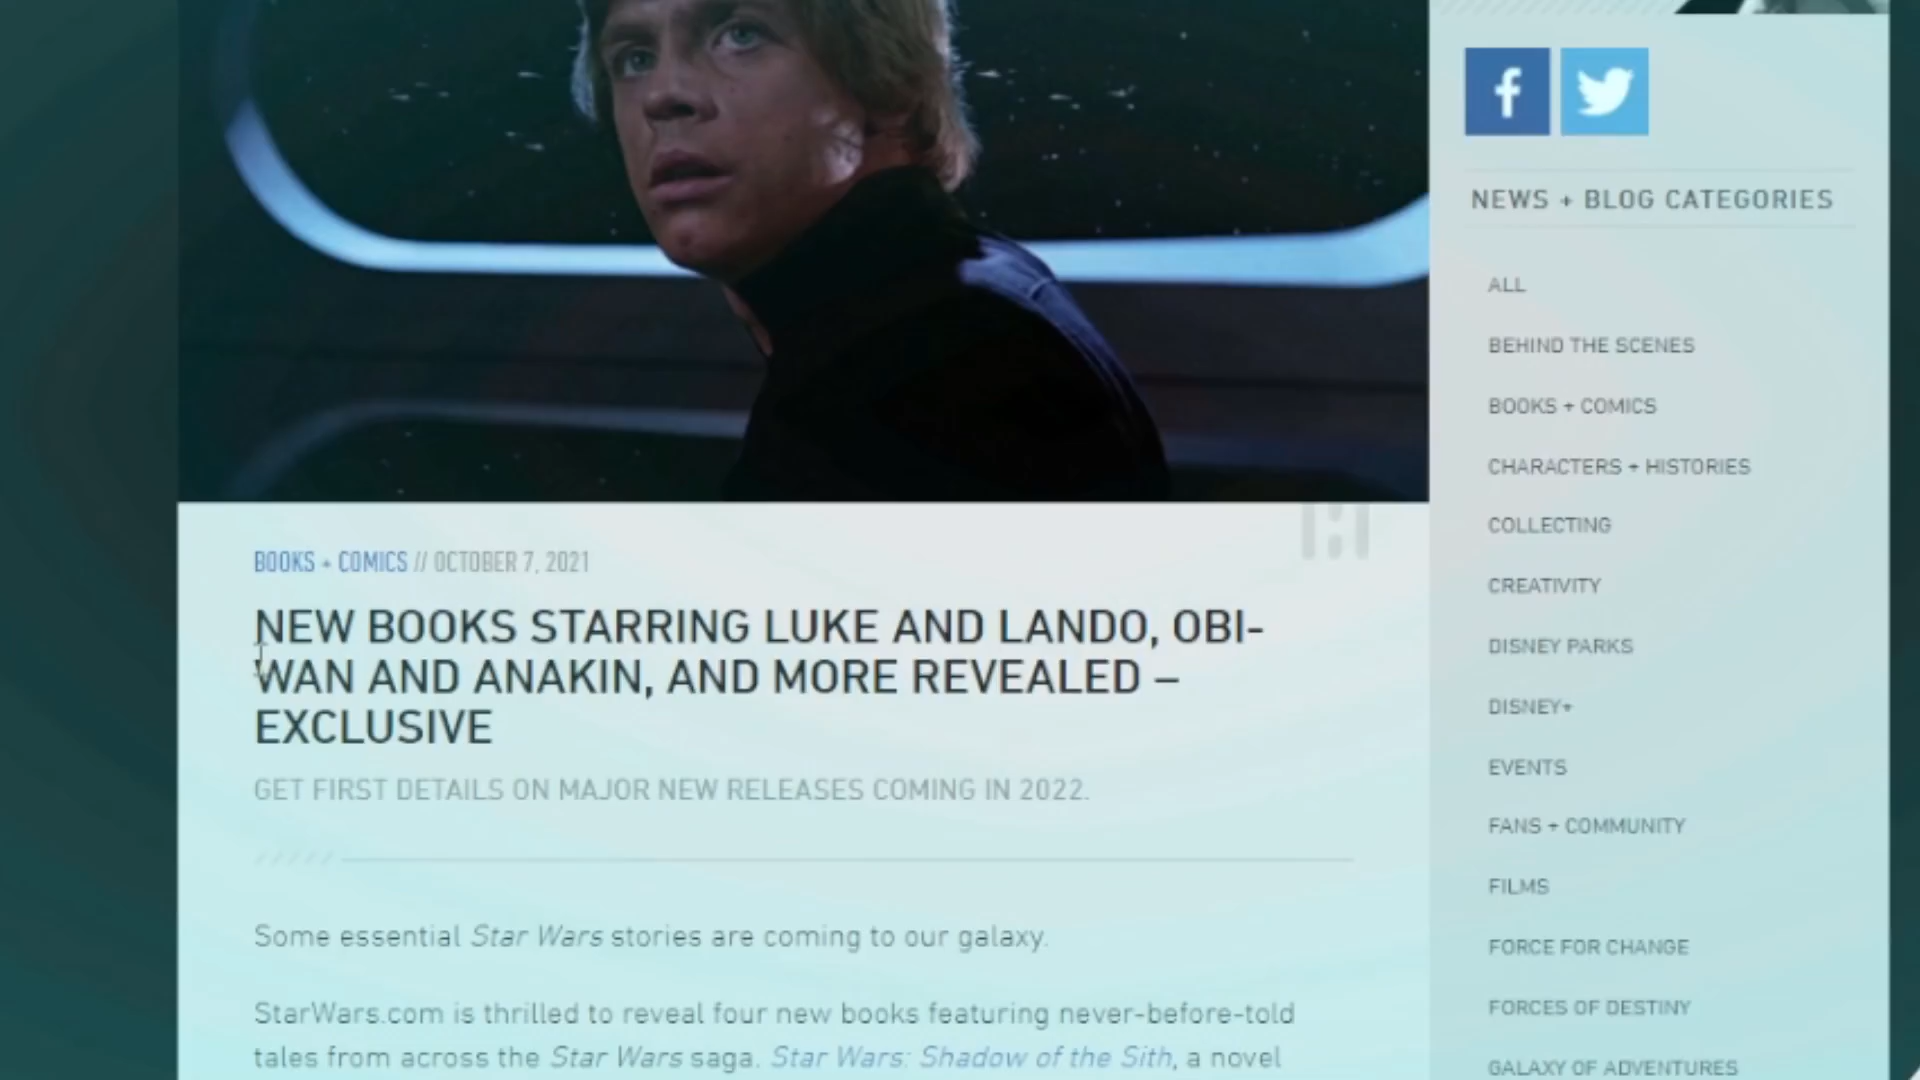 NEWS + BLOG CATEGORIES
ALL
BEHIND THE SCENES
BOOKS + COMICS
CHARACTERS + HISTORIES
COLLECTING
CREATIVITY
DISNEY PARKS
DISNEY+
EVENTS
FANS + COMMUNITY
FILMS
FORCE FOR CHANGE
FORCES OF DESTINY
GALAXY OF ADVENTURES
BOOKS + COMICS // OCTOBER 7, 2021
NEW BOOKS STARRING LUKE AND LANDO, OBI-
WAN AND ANAKIN, AND MORE REVEALED –
EXCLUSIVE
GET FIRST DETAILS ON MAJOR NEW RELEASES COMING IN 2022.
Some essential Star Wars stories are coming to our galaxy.
StarWars.com is thrilled to reveal four new books featuring never-before-told
tales from across the Star Wars saga. Star Wars: Shadow of the Sith, a novel